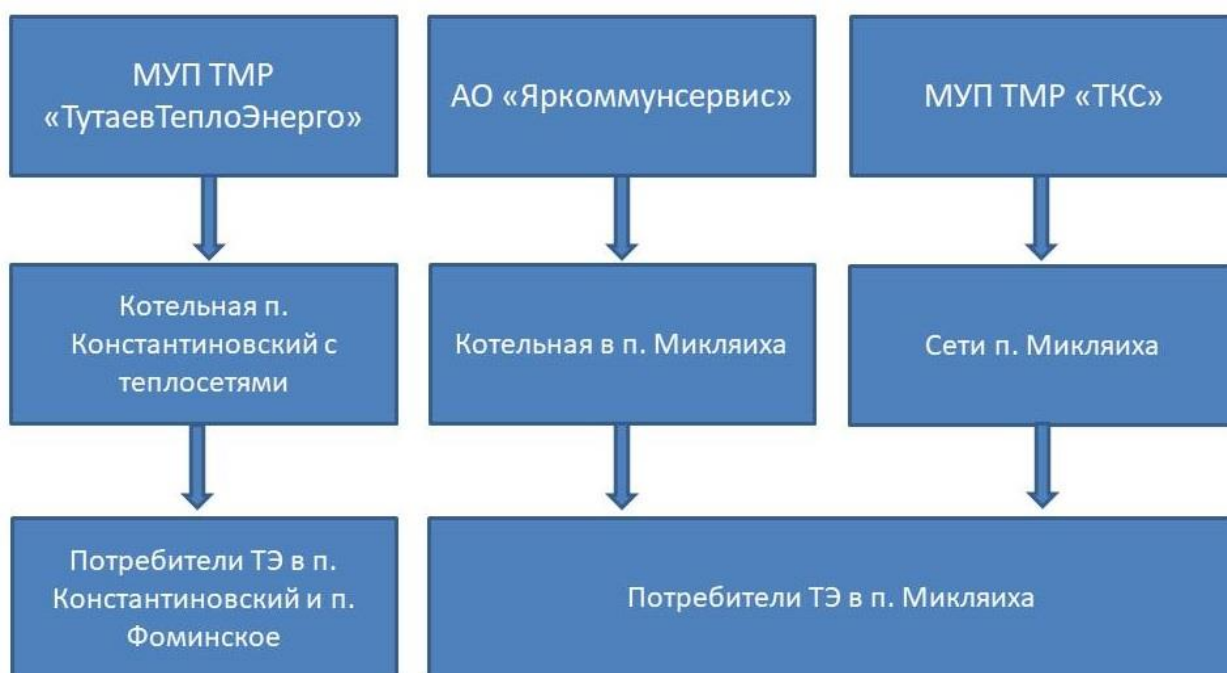 МУП ТМР
«ТутаевТеплоЭнерго»
АО «Яркоммунсервис»
МУП ТМР «ТКС»
Котельная п.
Константиновский с
теплосетями
Котельная в п. Микляиха
Сети п. Микляиха
Потребители ТЭ в п.
Константиновский и п.
Фоминское
Потребители ТЭ в п. Микляиха